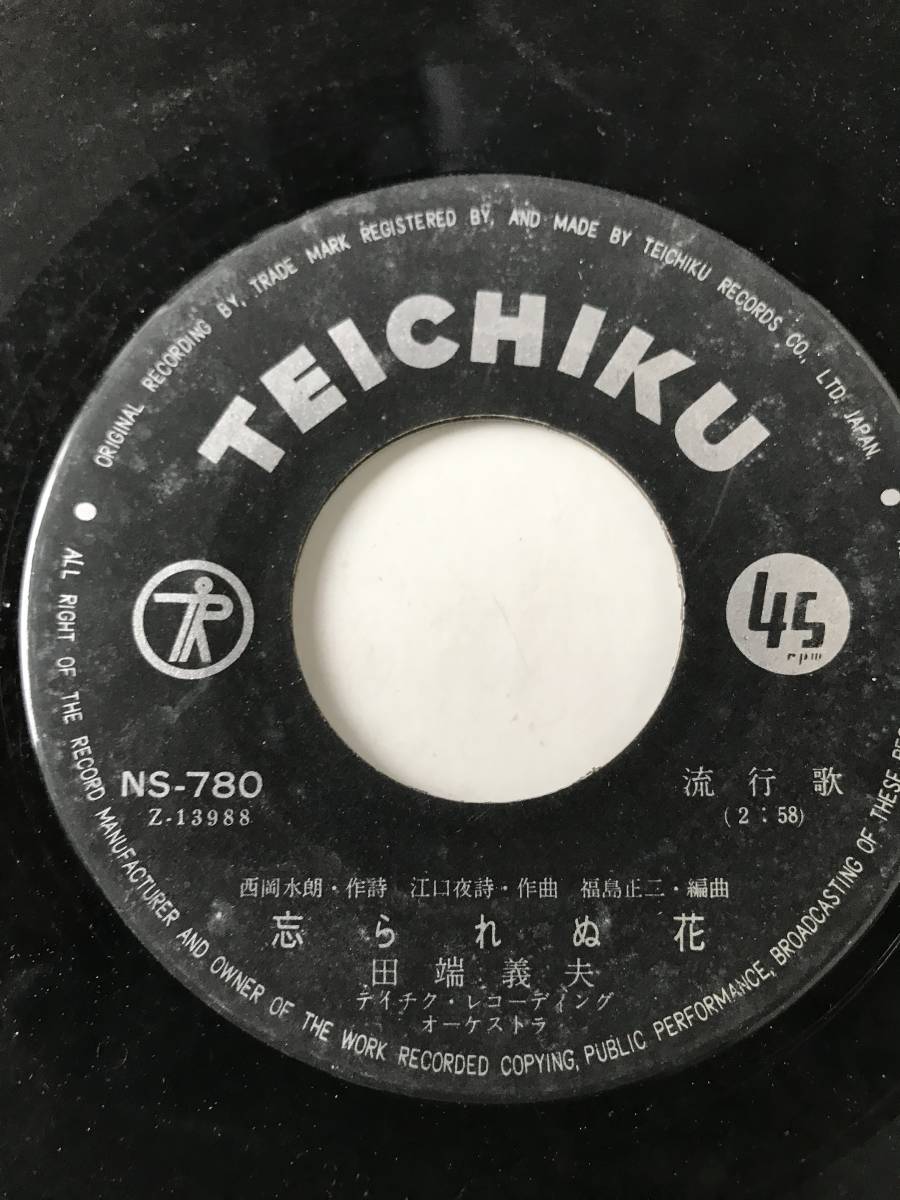 ORIGINAL RECORDING BY, TRADE MARK REGISTERED BY, AND MADE BY TEICHIKU RECORDS CO., LTD. JAPAN.
TEICHIKU
45
rpm
NS-780
Z-13988
流行歌
(2:58)
西岡水朗・作詩 江口夜詩・作曲 福島正二・編曲
忘られぬ花
田端義夫
テイチク・レコーディング
オーケストラ
ALL RIGHT OF THE RECORD MANUFACTURER AND OWNER OF THE WORK RECORDED COPYING, PUBLIC PERFORMANCE, BROADCASTING OF THESE